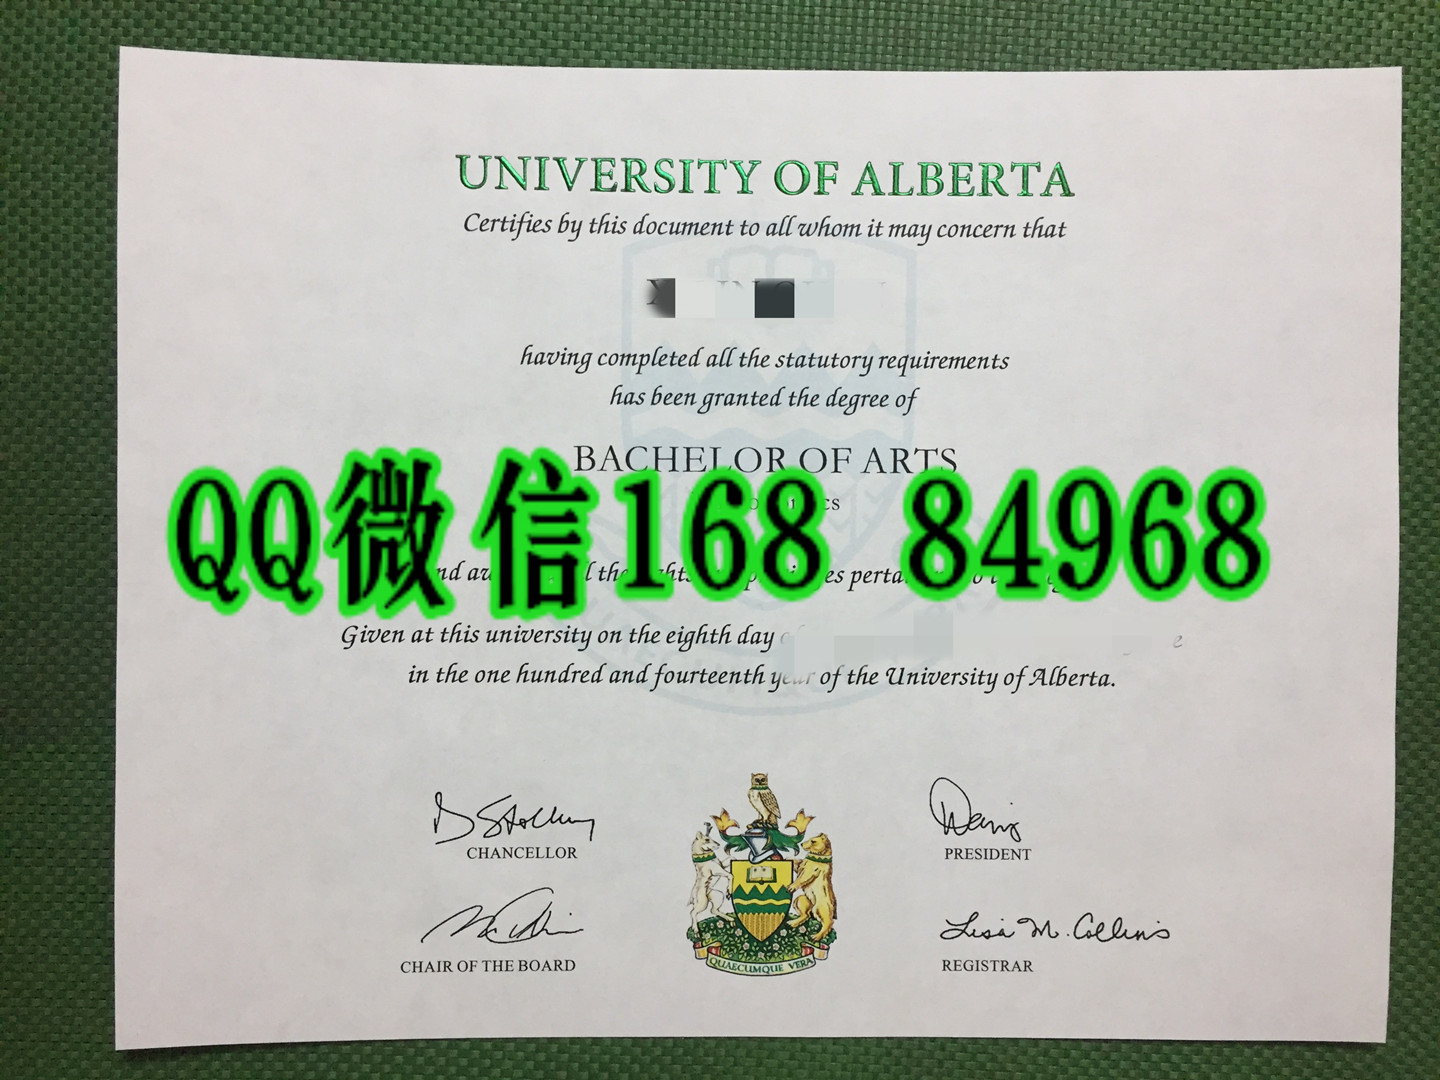 UNIVERSITY OF ALBERTA
Certifies by this document to all whom it may concern that
having completed all the statutory requirements
has been granted the degree of
BACHELOR OF ARTS
QQ微信168 84968
Given at this university on the eighth day
in the one hundred and fourteenth year of the University of Alberta.
CHANCELLOR
PRESIDENT
CHAIR OF THE BOARD
Lisa M. Collins
REGISTRAR
QUAECUMQUE VERA